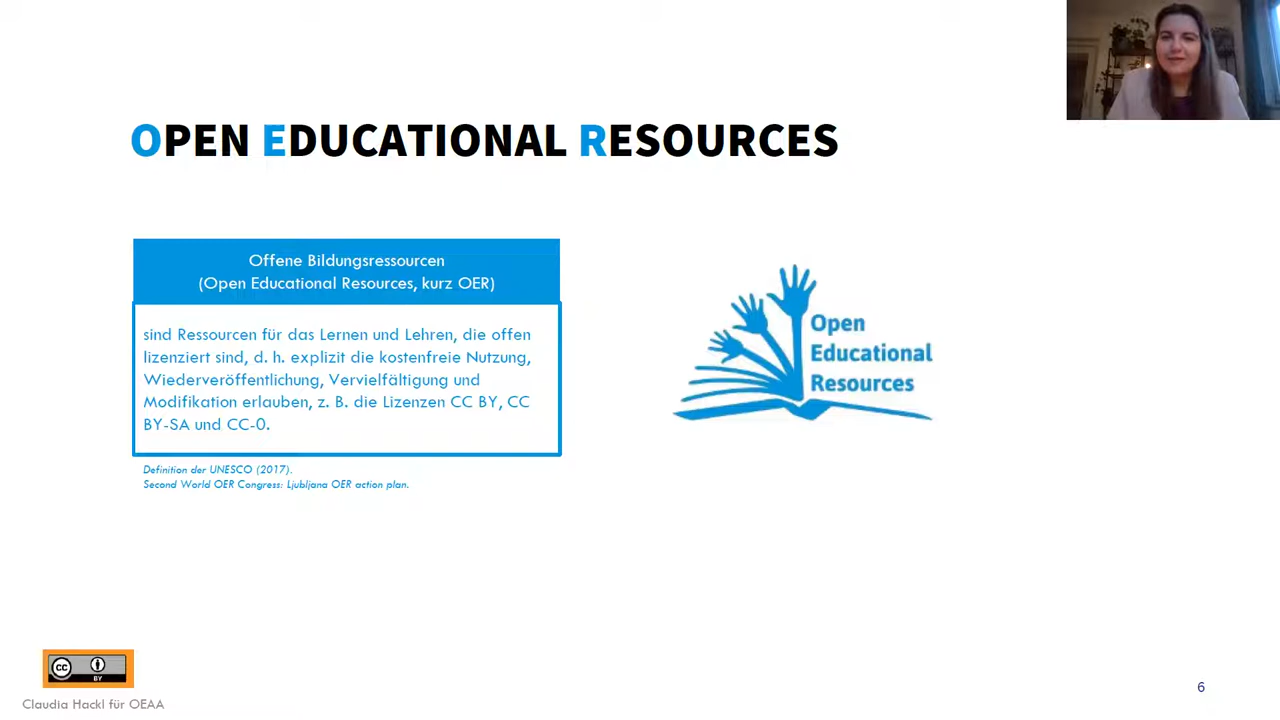 OPEN EDUCATIONAL RESOURCES
Offene Bildungsressourcen
(Open Educational Resources, kurz OER)
sind Ressourcen für das Lernen und Lehren, die offen
lizenziert sind, d. h. explizit die kostenfreie Nutzung,
Wiederveröffentlichung, Vervielfältigung und
Modifikation erlauben, z. B. die Lizenzen CC BY, CC
BY-SA und CC-0.
Definition der UNESCO (2017).
Second World OER Congress: Ljubljana OER action plan.
Open
Educational
Resources
CC
BY
Claudia Hackl für OEAA
6